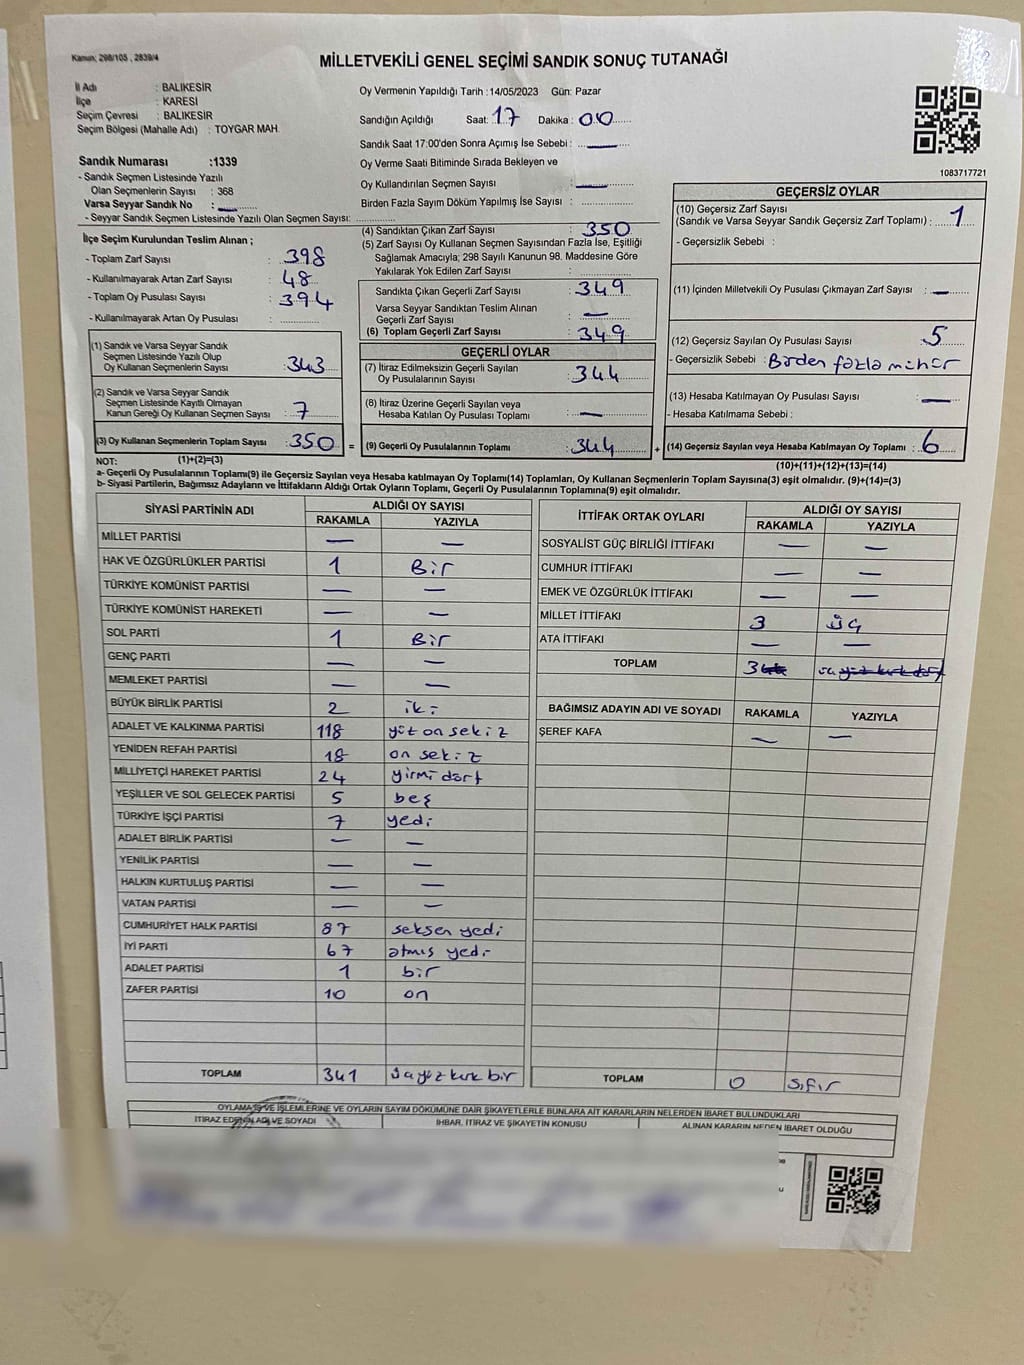 Kanun: 298/105 , 2839/4
MİLLETVEKİLİ GENEL SEÇİMİ SANDIK SONUÇ TUTANAĞI
İl Adı : BALIKESİR
İlçe : KARESİ
Seçim Çevresi : BALIKESİR
Seçim Bölgesi (Mahalle Adı) : TOYGAR MAH.
Sandık Numarası :1339
- Sandık Seçmen Listesinde Yazılı
Olan Seçmenlerin Sayısı : 368
Varsa Seyyar Sandık No : —
- Seyyar Sandık Seçmen Listesinde Yazılı Olan Seçmen Sayısı:
Oy Vermenin Yapıldığı Tarih :14/05/2023 Gün: Pazar
Sandığın Açıldığı Saat: 17 Dakika : 00
Sandık Saat 17:00'den Sonra Açımış İse Sebebi : —
Oy Verme Saati Bitiminde Sırada Bekleyen ve
Oy Kullandırılan Seçmen Sayısı : —
Birden Fazla Sayım Döküm Yapılmış İse Sayısı :
1083717721
İlçe Seçim Kurulundan Teslim Alınan ;
- Toplam Zarf Sayısı : 398
- Kullanılmayarak Artan Zarf Sayısı : 48
- Toplam Oy Pusulası Sayısı : 394
- Kullanılmayarak Artan Oy Pusulası :
(1) Sandık ve Varsa Seyyar Sandık
Seçmen Listesinde Yazılı Olup
Oy Kullanan Seçmenlerin Sayısı : 343
(2) Sandık ve Varsa Seyyar Sandık
Seçmen Listesinde Kayıtlı Olmayan
Kanun Gereği Oy Kullanan Seçmen Sayısı : 7
(3) Oy Kullanan Seçmenlerin Toplam Sayısı : 350 =
(1)+(2)=(3)
(4) Sandıktan Çıkan Zarf Sayısı : 350
(5) Zarf Sayısı Oy Kullanan Seçmen Sayısından Fazla İse, Eşitliği
Sağlamak Amacıyla; 298 Sayılı Kanunun 98. Maddesine Göre
Yakılarak Yok Edilen Zarf Sayısı :
Sandıkta Çıkan Geçerli Zarf Sayısı : 349
Varsa Seyyar Sandıktan Teslim Alınan
Geçerli Zarf Sayısı : —
(6) Toplam Geçerli Zarf Sayısı : 349
GEÇERLİ OYLAR
(7) İtiraz Edilmeksizin Geçerli Sayılan
Oy Pusulalarının Sayısı : 344
(8) İtiraz Üzerine Geçerli Sayılan veya
Hesaba Katılan Oy Pusulası Toplamı : —
(9) Geçerli Oy Pusulalarının Toplamı : 344 +
GEÇERSİZ OYLAR
(10) Geçersiz Zarf Sayısı
(Sandık ve Varsa Seyyar Sandık Geçersiz Zarf Toplamı) : 1
- Geçersizlik Sebebi :
(11) İçinden Milletvekili Oy Pusulası Çıkmayan Zarf Sayısı : —
(12) Geçersiz Sayılan Oy Pusulası Sayısı : 5
- Geçersizlik Sebebi : Birden fazla mühür
(13) Hesaba Katılmayan Oy Pusulası Sayısı : —
- Hesaba Katılmama Sebebi :
(14) Geçersiz Sayılan veya Hesaba Katılmayan Oy Toplamı : 6
(10)+(11)+(12)+(13)=(14)
NOT:
a- Geçerli Oy Pusulalarının Toplamı(9) ile Geçersiz Sayılan veya Hesaba katılmayan Oy Toplamı(14) Toplamları, Oy Kullanan Seçmenlerin Toplam Sayısına(3) eşit olmalıdır. (9)+(14)=(3)
b- Siyasi Partilerin, Bağımsız Adayların ve İttifakların Aldığı Ortak Oyların Toplamı, Geçerli Oy Pusulalarının Toplamına(9) eşit olmalıdır.
SİYASİ PARTİNİN ADI ALDIĞI OY SAYISI
RAKAMLA YAZIYLA
MİLLET PARTİSİ — —
HAK VE ÖZGÜRLÜKLER PARTİSİ 1 Bir
TÜRKİYE KOMÜNİST PARTİSİ — —
TÜRKİYE KOMÜNİST HAREKETİ — —
SOL PARTİ 1 Bir
GENÇ PARTİ — —
MEMLEKET PARTİSİ — —
BÜYÜK BİRLİK PARTİSİ 2 iki
ADALET VE KALKINMA PARTİSİ 118 yüz on sekiz
YENİDEN REFAH PARTİSİ 18 on sekiz
MİLLİYETÇİ HAREKET PARTİSİ 24 yirmi dört
YEŞİLLER VE SOL GELECEK PARTİSİ 5 beş
TÜRKİYE İŞÇİ PARTİSİ 7 yedi
ADALET BİRLİK PARTİSİ — —
YENİLİK PARTİSİ — —
HALKIN KURTULUŞ PARTİSİ — —
VATAN PARTİSİ — —
CUMHURİYET HALK PARTİSİ 87 seksen yedi
İYİ PARTİ 67 atmış yedi
ADALET PARTİSİ 1 bir
ZAFER PARTİSİ 10 on
TOPLAM 341 üçyüz kırk bir
İTTİFAK ORTAK OYLARI ALDIĞI OY SAYISI
RAKAMLA YAZIYLA
SOSYALİST GÜÇ BİRLİĞİ İTTİFAKI — —
CUMHUR İTTİFAKI — —
EMEK VE ÖZGÜRLÜK İTTİFAKI — —
MİLLET İTTİFAKI 3 üç
ATA İTTİFAKI — —
TOPLAM 344 üç yüz kırk dört
BAĞIMSIZ ADAYIN ADI VE SOYADI RAKAMLA YAZIYLA
ŞEREF KAFA — —
TOPLAM 0 sıfır
OYLAMA VE İŞLEMLERİNE VE OYLARIN SAYIM DÖKÜMÜNE DAİR ŞİKAYETLERLE BUNLARA AİT KARARLARIN NELERDEN İBARET BULUNDUKLARI
İTİRAZ EDENİN ADI VE SOYADI İHBAR, İTİRAZ VE ŞİKAYETİN KONUSU ALINAN KARARIN NEDEN İBARET OLDUĞU